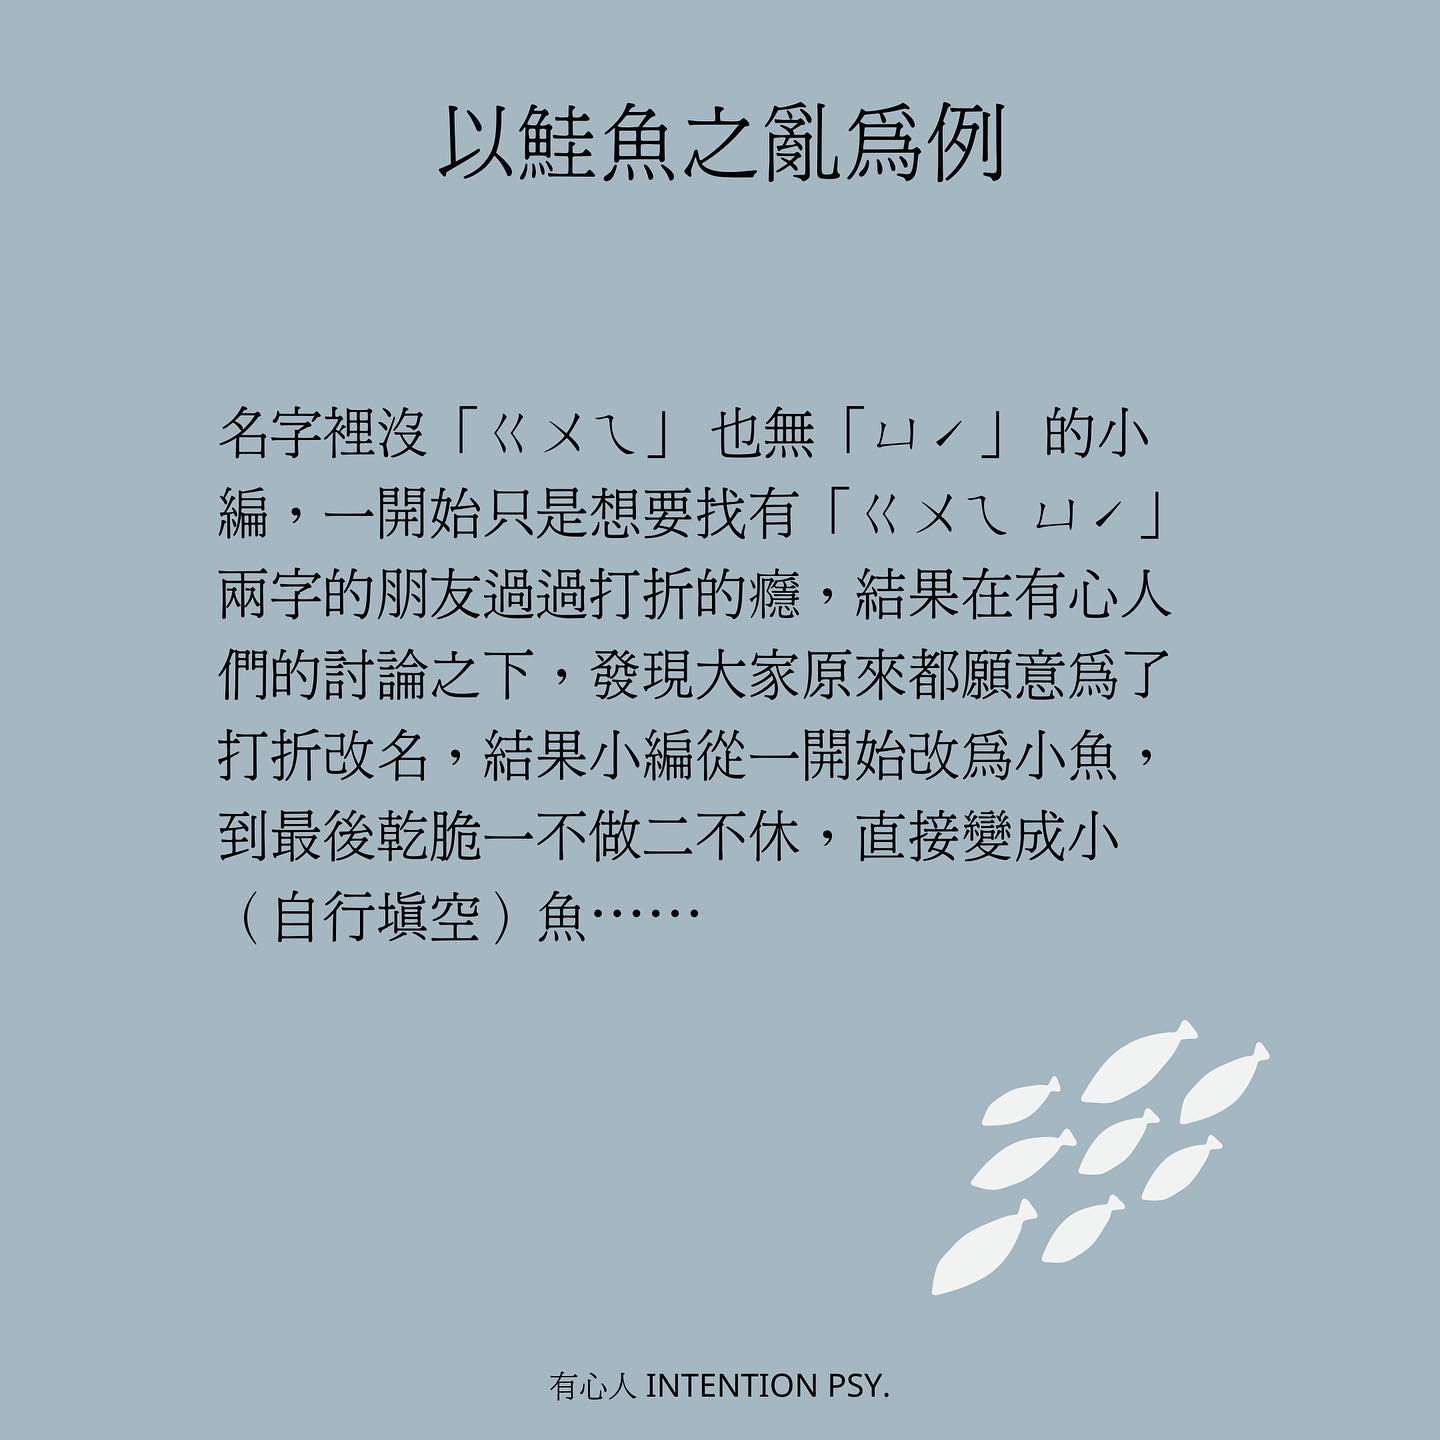 以鮭魚之亂爲例
名字裡沒「ㄍㄨㄟ」 也無「ㄩˊ」 的小
編，一開始只是想要找有「ㄍㄨㄟ ㄩˊ」
兩字的朋友過過打折的癮，結果在有心人
們的討論之下，發現大家原來都願意爲了
打折改名，結果小編從一開始改爲小魚，
到最後乾脆一不做二不休，直接變成小
（自行塡空）魚⋯⋯
有心人 INTENTION PSY.